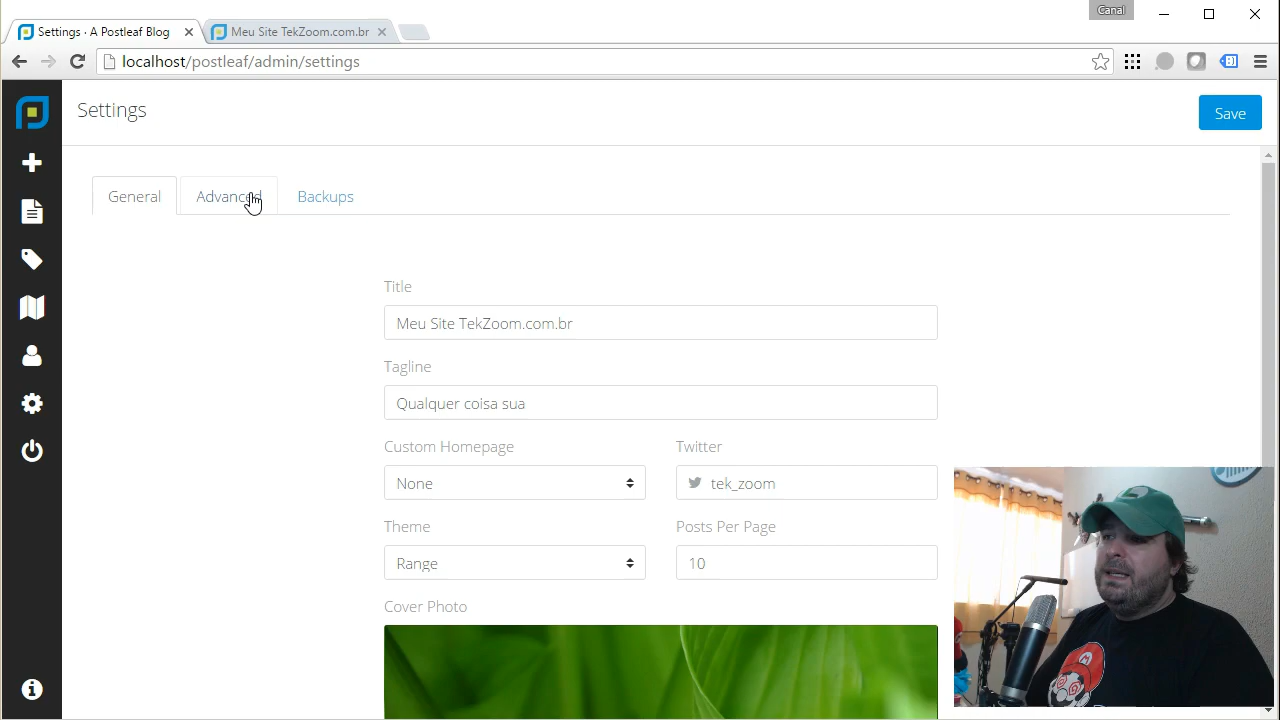 Canal
Settings · A Postleaf Blog
Meu Site TekZoom.com.br
localhost/postleaf/admin/settings
Settings
Save
General
Advanced
Backups
Title
Meu Site TekZoom.com.br
Tagline
Qualquer coisa sua
Custom Homepage
Twitter
None
tek_zoom
Theme
Posts Per Page
Range
10
Cover Photo